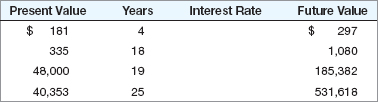 Present Value Years Interest Rate Future Value
$ 181 4 $ 297
335 18 1,080
48,000 19 185,382
40,353 25 531,618